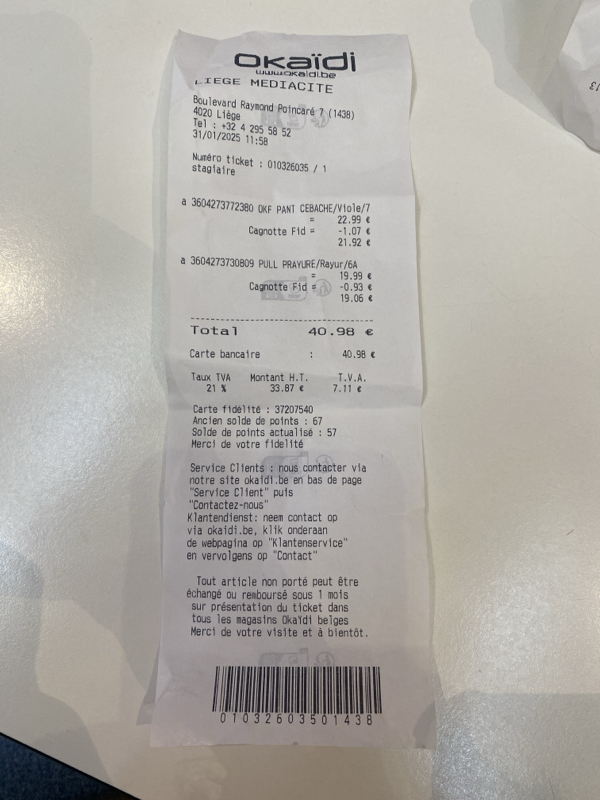 OKaïdi
www.okaidi.be
LIEGE MEDIACITE
Boulevard Raymond Poincaré 7 (1438)
4020 Liège
Tel : +32 4 295 58 52
31/01/2025 11:58
Numéro ticket : 010326035 / 1
stagiaire
a 3604273772380 OKF PANT CEBACHE/Viole/7
= 22.99 €
Cagnotte Fid = -1.07 €
21.92 €
a 3604273730809 PULL PRAYURE/Rayur/6A
= 19.99 €
Cagnotte Fid = -0.93 €
19.06 €
Total 40.98 €
Carte bancaire : 40.98 €
Taux TVA Montant H.T. T.V.A.
21 % 33.87 € 7.11 €
Carte fidélité : 37207540
Ancien solde de points : 67
Solde de points actualisé : 57
Merci de votre fidelité
Service Clients : nous contacter via
notre site okaidi.be en bas de page
"Service Client" puis
"Contactez-nous"
Klantendienst: neem contact op
via okaidi.be, klik onderaan
de webpagina op "Klantenservice"
en vervolgens op "Contact"
Tout article non porté peut être
échangé ou remboursé sous 1 mois
sur présentation du ticket dans
tous les magasins Okaïdi belges
Merci de votre visite et à bientôt.
01032603501438